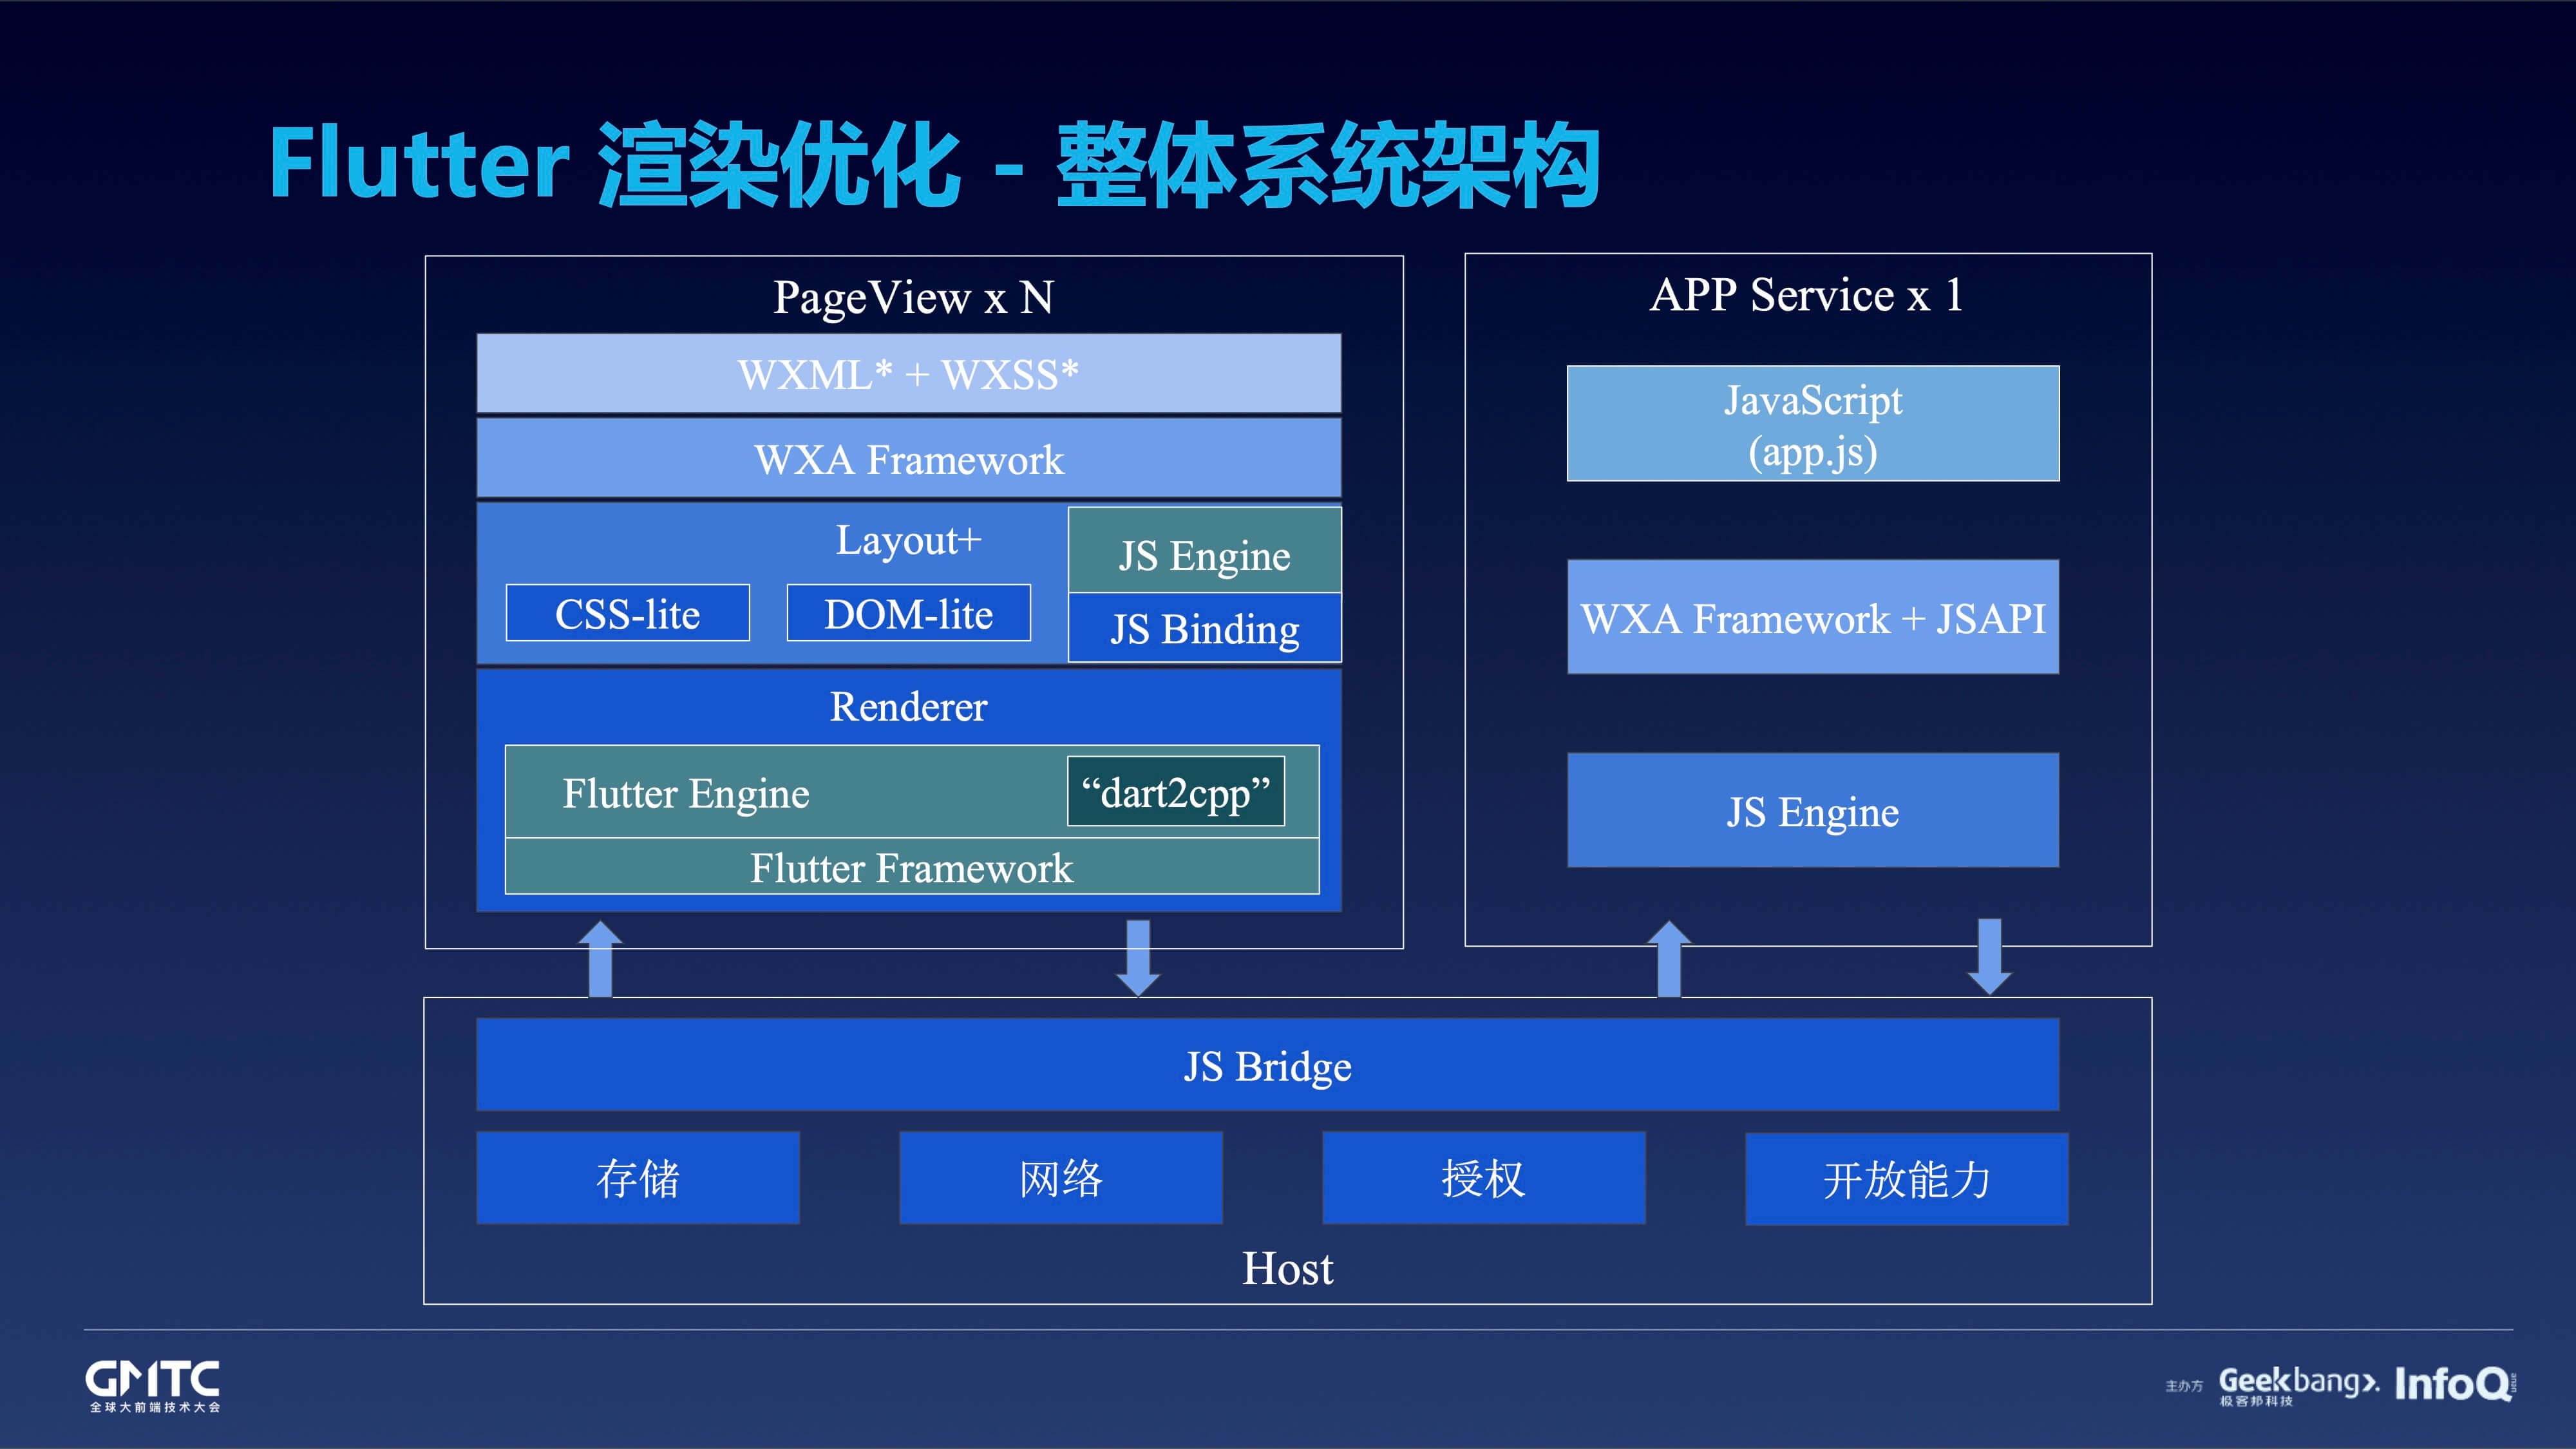 Flutter 渲染优化 - 整体系统架构
PageView x N
WXML* + WXSS*
WXA Framework
Layout+
CSS-lite
DOM-lite
JS Engine
JS Binding
Renderer
Flutter Engine
“dart2cpp”
Flutter Framework
APP Service x 1
JavaScript
(app.js)
WXA Framework + JSAPI
JS Engine
JS Bridge
存储
网络
授权
开放能力
Host
GMTC
全球大前端技术大会
主办方
Geekbang>.
极客邦科技
InfoQ